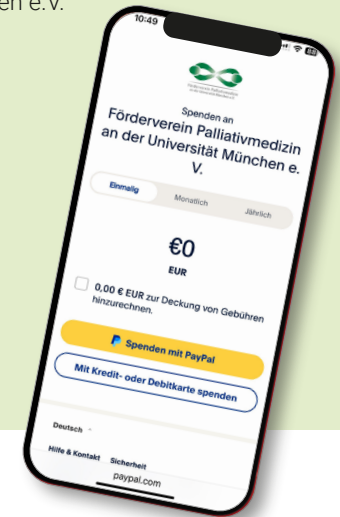 en e.V.
10:49
Spenden an
Förderverein Palliativmedizin
an der Universität München e.
V.
Einmalig Monatlich Jährlich
€0
EUR
0,00 € EUR zur Deckung von Gebühren
hinzurechnen.
Spenden mit PayPal
Mit Kredit- oder Debitkarte spenden
Deutsch
Hilfe & Kontakt Sicherheit
paypal.com